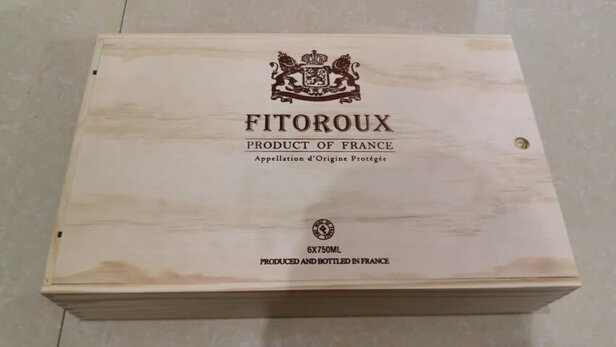 FITOROUX
PRODUCT OF FRANCE
Appellation d'Origine Protégée
6X750ML
PRODUCED AND BOTTLED IN FRANCE